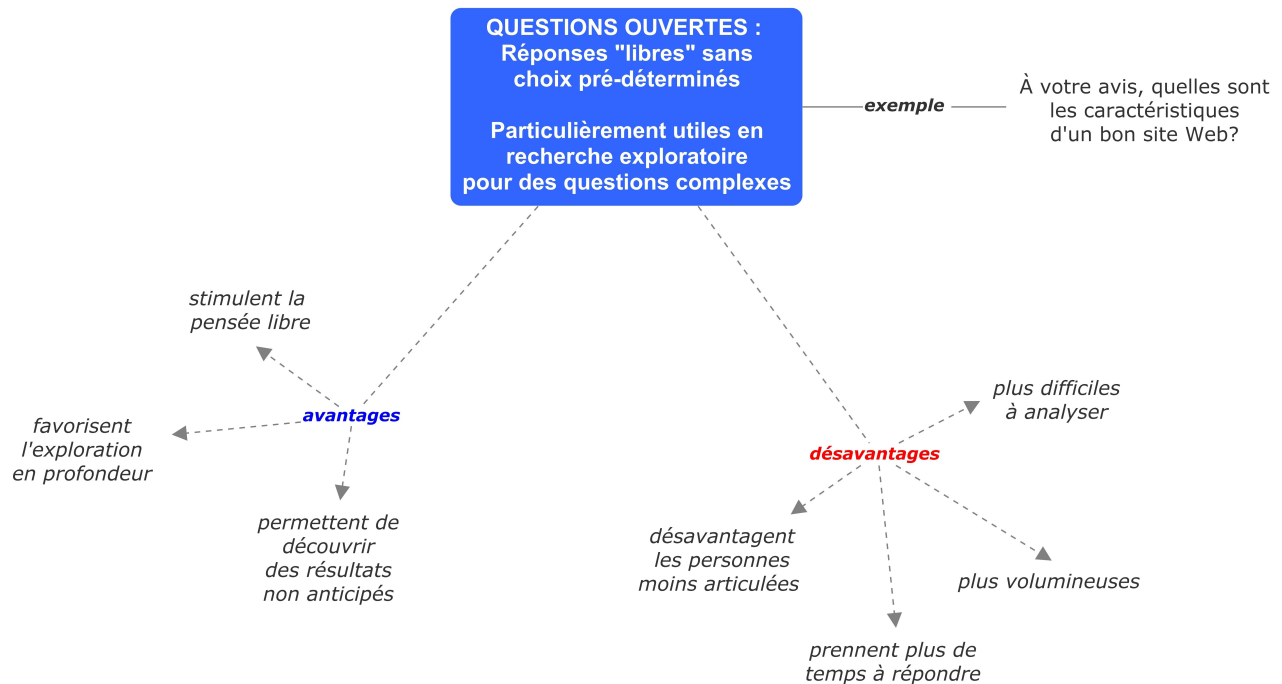 QUESTIONS OUVERTES :
Réponses "libres" sans
choix pré-déterminés
Particulièrement utiles en
recherche exploratoire
pour des questions complexes
exemple
À votre avis, quelles sont
les caractéristiques
d'un bon site Web?
avantages
stimulent la
pensée libre
favorisent
l'exploration
en profondeur
permettent de
découvrir
des résultats
non anticipés
désavantages
plus difficiles
à analyser
désavantagent
les personnes
moins articulées
plus volumineuses
prennent plus de
temps à répondre